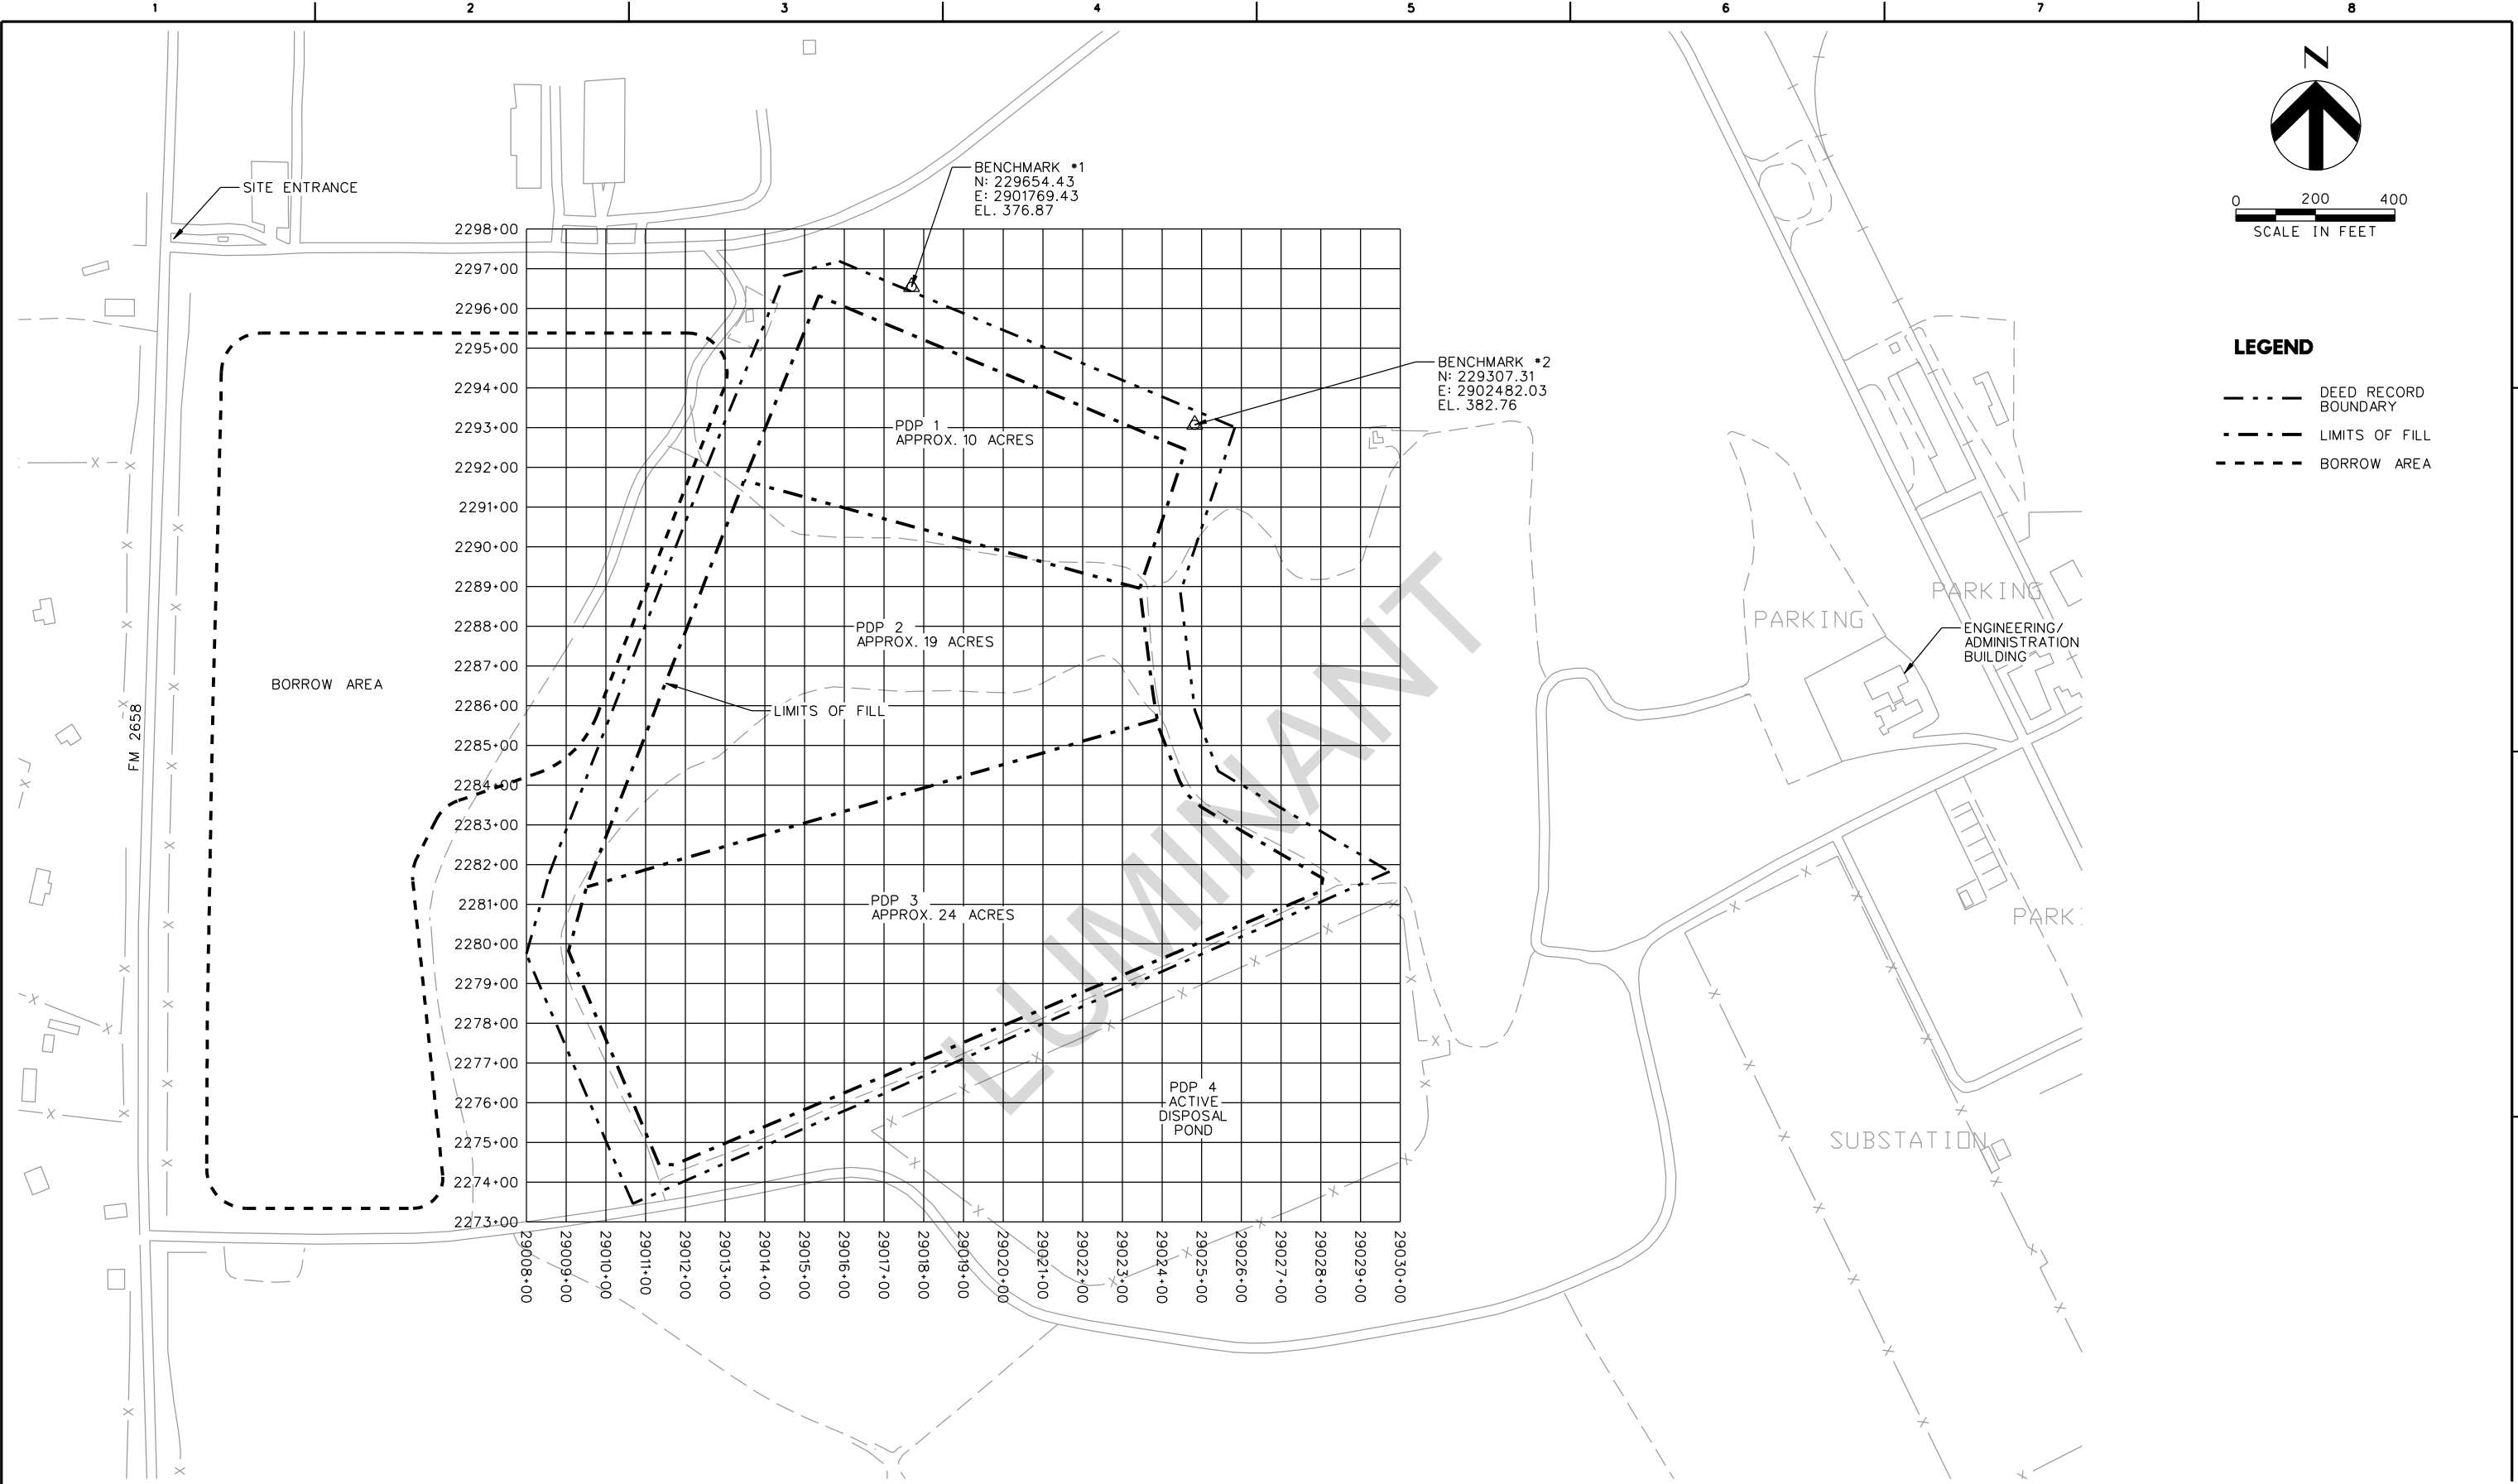 1 2 3 4 5 6 7 8
N
0 200 400
SCALE IN FEET
LEGEND
DEED RECORD
BOUNDARY
LIMITS OF FILL
BORROW AREA
SITE ENTRANCE
BENCHMARK #1
N: 229654.43
E: 2901769.43
EL. 376.87
BENCHMARK #2
N: 229307.31
E: 2902482.03
EL. 382.76
2298+00
2297+00
2296+00
2295+00
2294+00
2293+00
2292+00
2291+00
2290+00
2289+00
2288+00
2287+00
2286+00
2285+00
2284+00
2283+00
2282+00
2281+00
2280+00
2279+00
2278+00
2277+00
2276+00
2275+00
2274+00
2273+00
PDP 1
APPROX. 10 ACRES
PDP 2
APPROX. 19 ACRES
LIMITS OF FILL
PDP 3
APPROX. 24 ACRES
PDP 4
ACTIVE
DISPOSAL
POND
BORROW AREA
FM 2658
LUMINANT
PARKING
PARKING
ENGINEERING/
ADMINISTRATION
BUILDING
PARK
SUBSTATION
29008+00
29009+00
29010+00
29011+00
29012+00
29013+00
29014+00
29015+00
29016+00
29017+00
29018+00
29019+00
29020+00
29021+00
29022+00
29023+00
29024+00
29025+00
29026+00
29027+00
29028+00
29029+00
29030+00